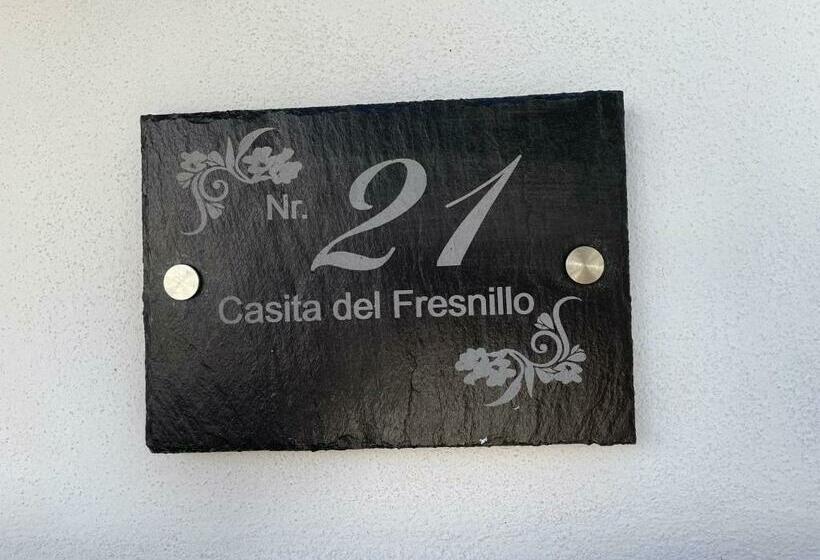 Nr. 21
Casita del Fresnillo